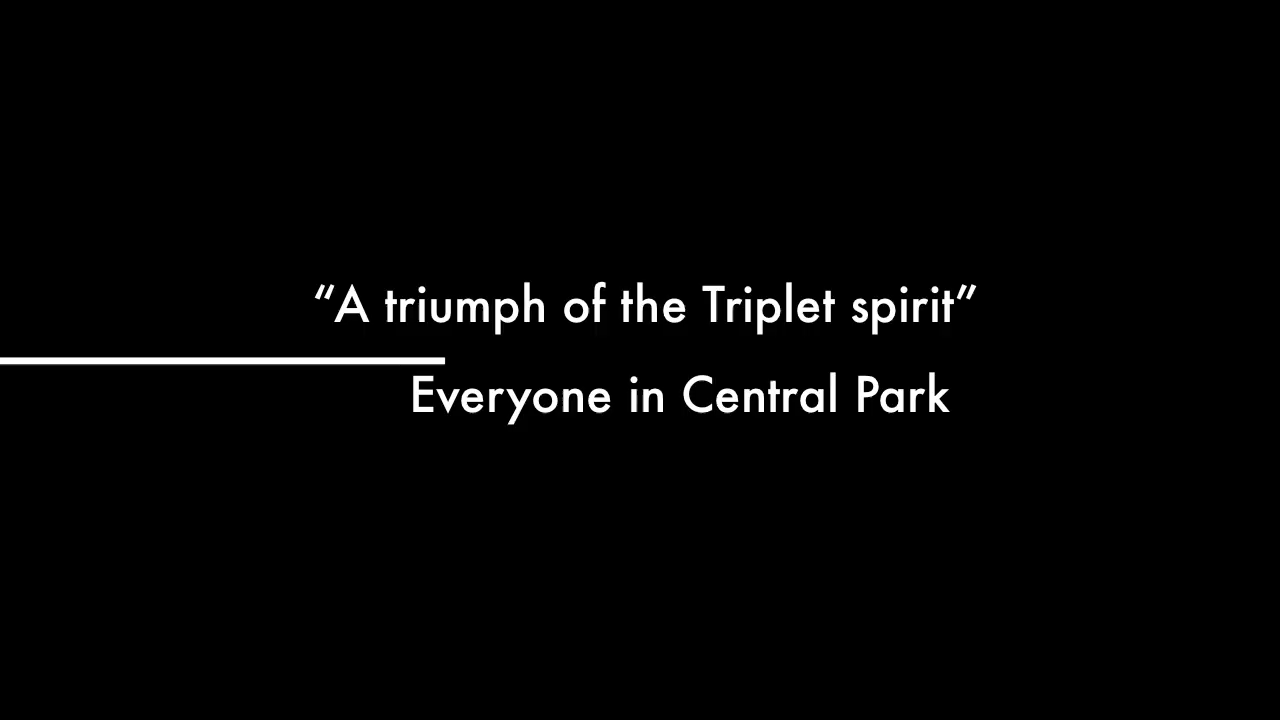 “A triumph of the Triplet spirit”
Everyone in Central Park